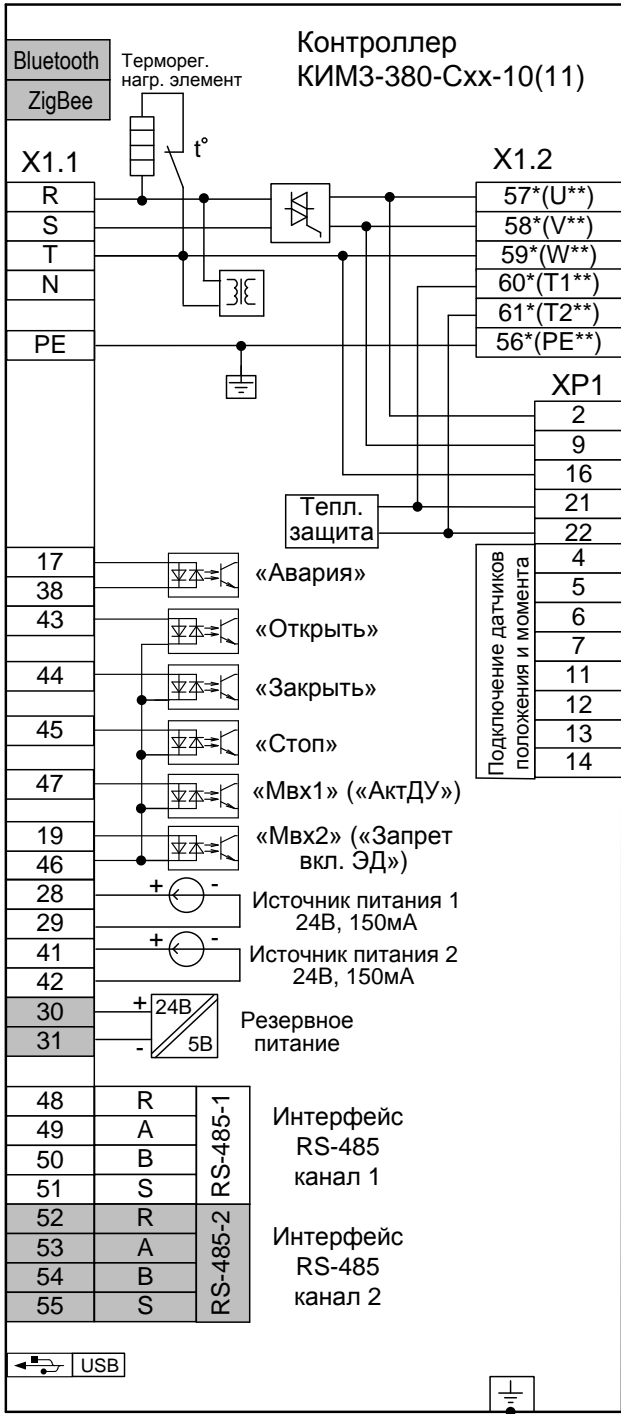 Контроллер
КИМ3-380-Схх-10(11)
Bluetooth
ZigBee
Терморег.
нагр. элемент
t°
X1.1
R
S
T
N
PE
X1.2
57*(U**)
58*(V**)
59*(W**)
60*(T1**)
61*(T2**)
56*(PE**)
XP1
2
9
16
21
22
4
5
6
7
11
12
13
14
Тепл.
защита
Подключение датчиков
положения и момента
17
38
«Авария»
43
«Открыть»
44
«Закрыть»
45
«Стоп»
47
«Мвх1» («АктДУ»)
19
46
«Мвх2» («Запрет
вкл. ЭД»)
28
29
+ -
Источник питания 1
24В, 150мА
41
42
+ -
Источник питания 2
24В, 150мА
30
31
+
-
24В
5В
Резервное
питание
48 R
49 A
50 B
51 S
RS-485-1
Интерфейс
RS-485
канал 1
52 R
53 A
54 B
55 S
RS-485-2
Интерфейс
RS-485
канал 2
USB